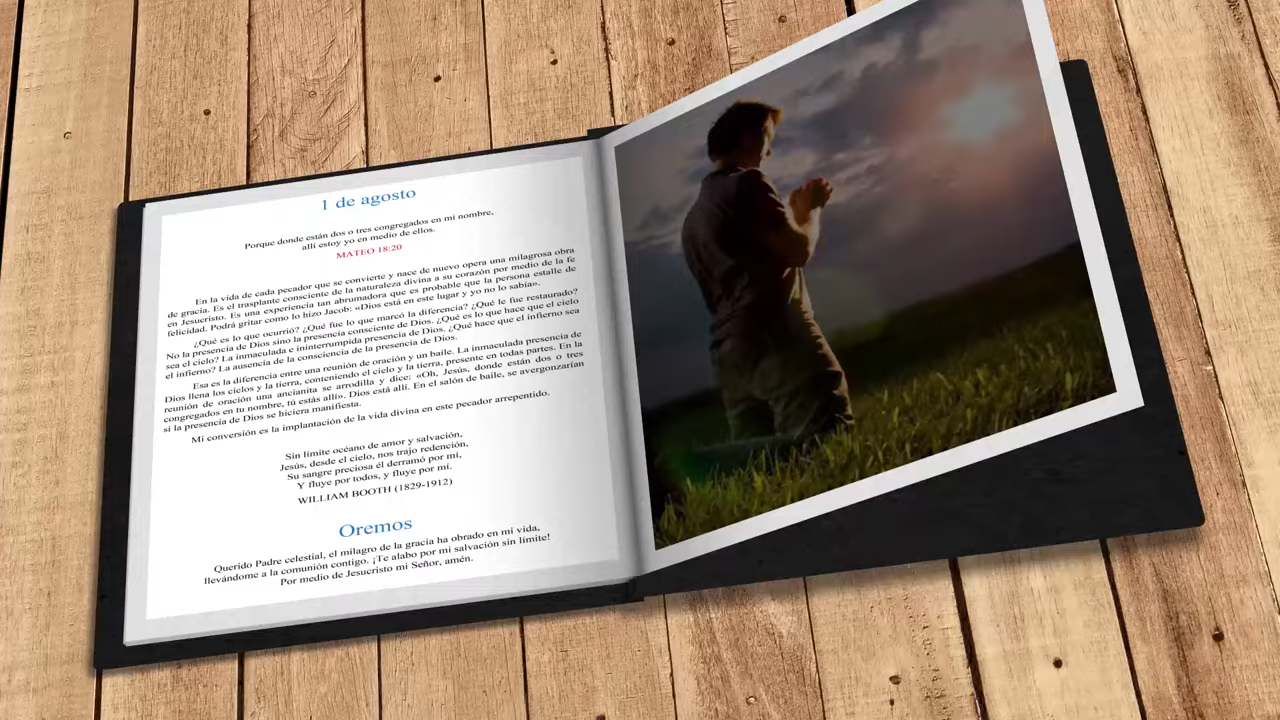 1 de agosto
Porque donde están dos o tres congregados en mi nombre,
allí estoy yo en medio de ellos.
MATEO 18:20
En la vida de cada pecador que se convierte y nace de nuevo opera una milagrosa obra
de gracia. Es el trasplante consciente de la naturaleza divina a su corazón por medio de la fe
en Jesucristo. Es una experiencia tan abrumadora que es probable que la persona estalle de
felicidad. Podrá gritar como lo hizo Jacob: «Dios está en este lugar y yo no lo sabía».
¿Qué es lo que ocurrió? ¿Qué fue lo que marcó la diferencia? ¿Qué le fue restaurado?
No la presencia de Dios sino la presencia consciente de Dios. ¿Qué es lo que hace que el cielo
sea el cielo? La inmaculada e ininterrumpida presencia de Dios. ¿Qué hace que el infierno sea
el infierno? La ausencia de la consciencia de la presencia de Dios.
Esa es la diferencia entre una reunión de oración y un baile. La inmaculada presencia de
Dios llena los cielos y la tierra, conteniendo el cielo y la tierra, presente en todas partes. En la
reunión de oración una ancianita se arrodilla y dice: «Oh, Jesús, donde están dos o tres
congregados en tu nombre, tú estás allí». Dios está allí. En el salón de baile, se avergonzarían
si la presencia de Dios se hiciera manifiesta.
Mi conversión es la implantación de la vida divina en este pecador arrepentido.
Sin límite océano de amor y salvación,
Jesús, desde el cielo, nos trajo redención,
Su sangre preciosa él derramó por mí,
Y fluye por todos, y fluye por mí.
WILLIAM BOOTH (1829-1912)
Oremos
Querido Padre celestial, el milagro de la gracia ha obrado en mi vida,
llevándome a la comunión contigo. ¡Te alabo por mi salvación sin límite!
Por medio de Jesucristo mi Señor, amén.